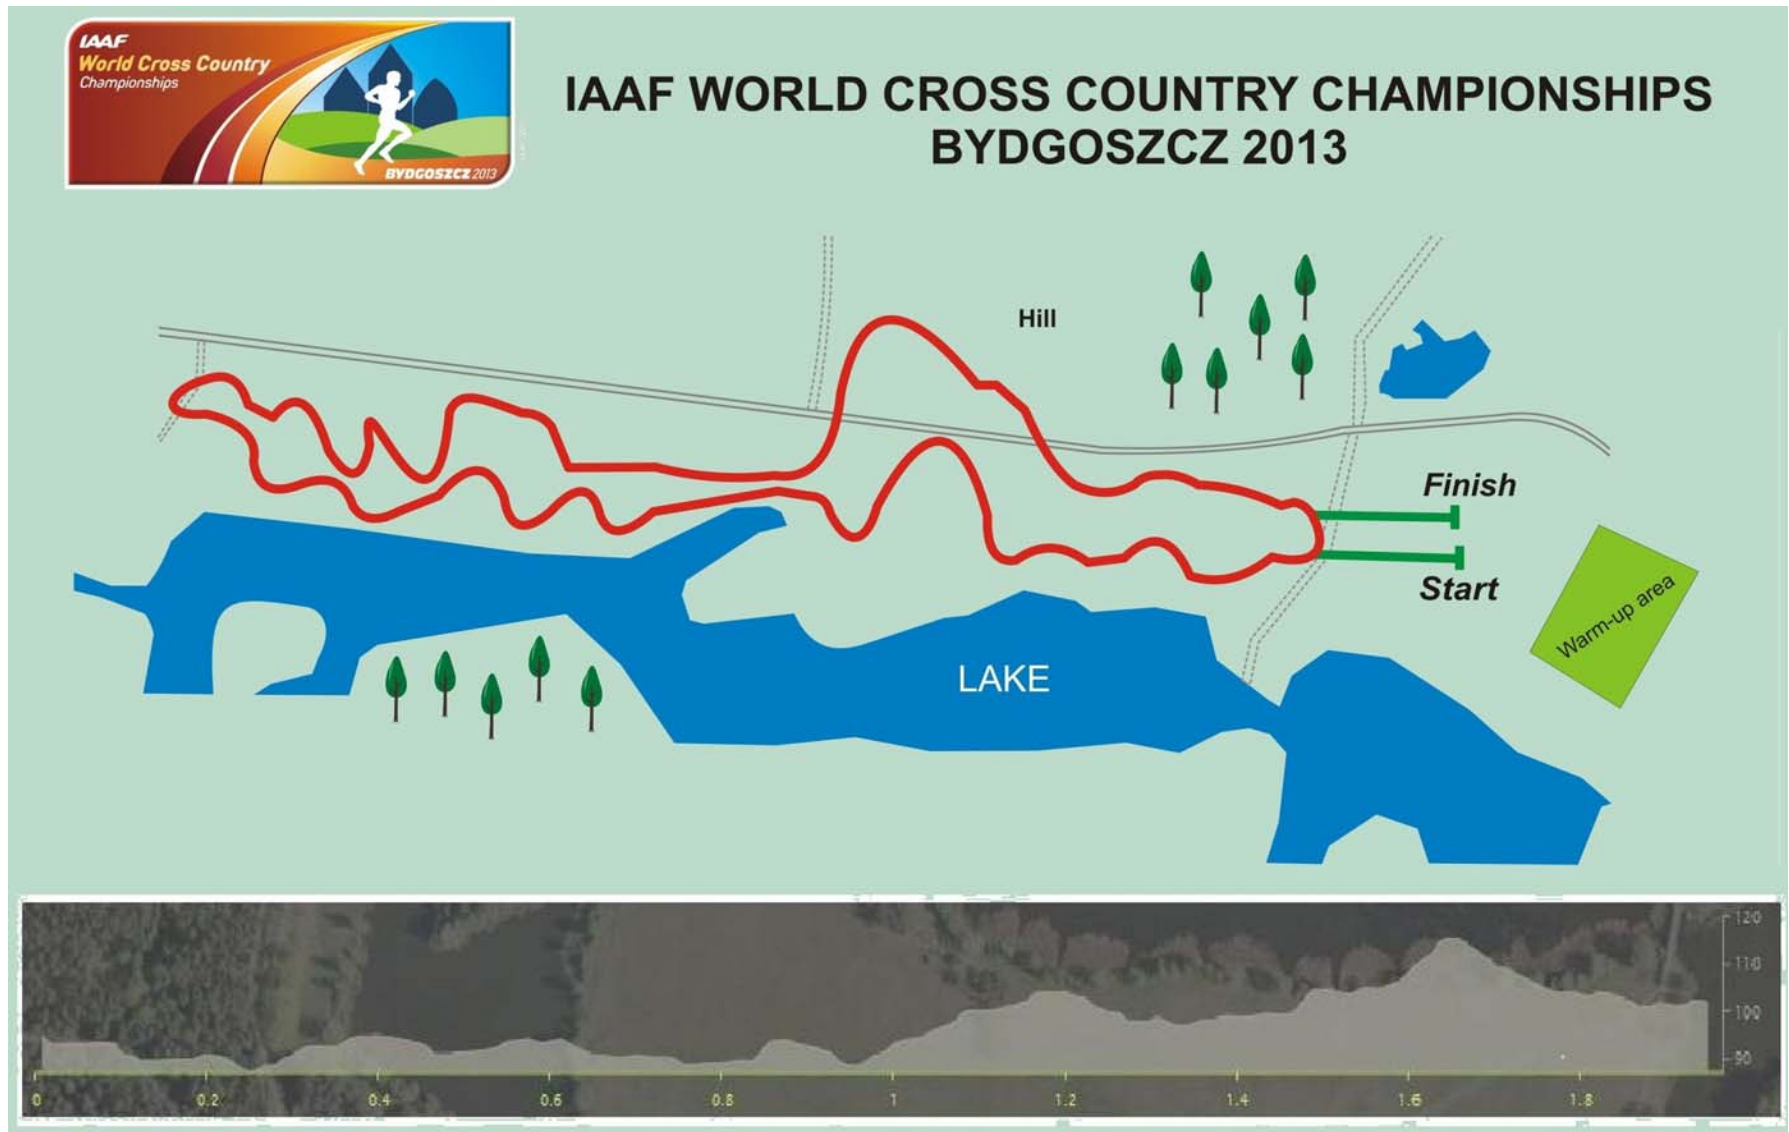 IAAF
World Cross Country
Championships
BYDGOSZCZ 2013
IAAF WORLD CROSS COUNTRY CHAMPIONSHIPS
BYDGOSZCZ 2013
Hill
Finish
Start
Warm-up area
LAKE
120
110
100
90
0 0.2 0.4 0.6 0.8 1 1.2 1.4 1.6 1.8